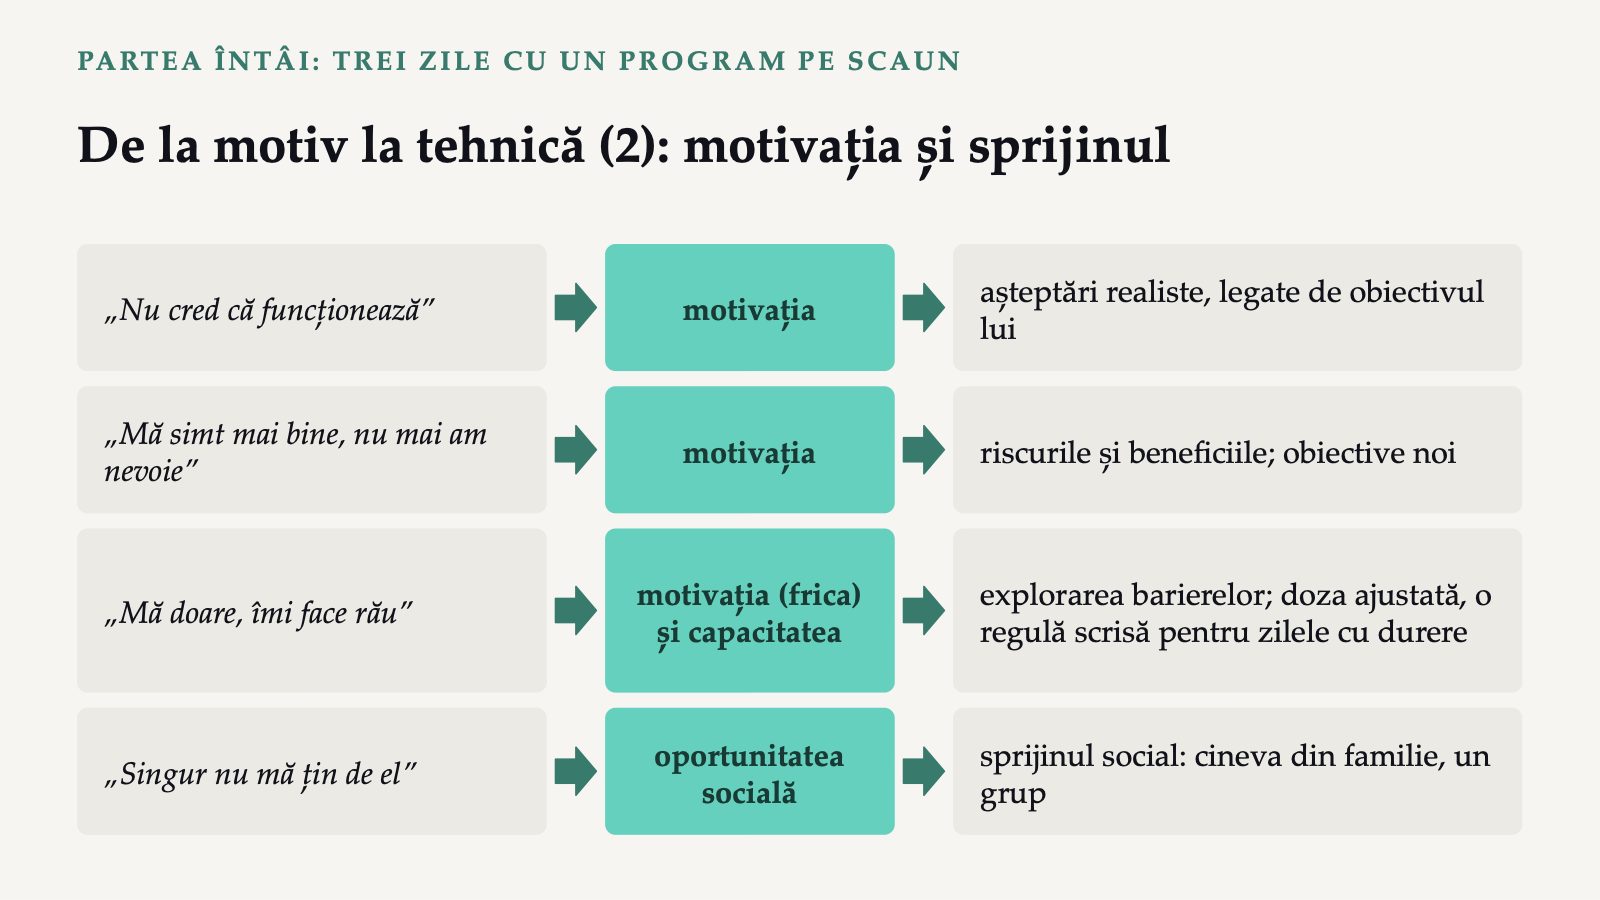 PARTEA ÎNTÂI: TREI ZILE CU UN PROGRAM PE SCAUN
De la motiv la tehnică (2): motivația și sprijinul
„Nu cred că funcționează”
motivația
așteptări realiste, legate de obiectivul
lui
„Mă simt mai bine, nu mai am
nevoie”
motivația
riscurile și beneficiile; obiective noi
„Mă doare, îmi face rău”
motivația (frica)
și capacitatea
explorarea barierelor; doza ajustată, o
regulă scrisă pentru zilele cu durere
„Singur nu mă țin de el”
oportunitatea
socială
sprijinul social: cineva din familie, un
grup